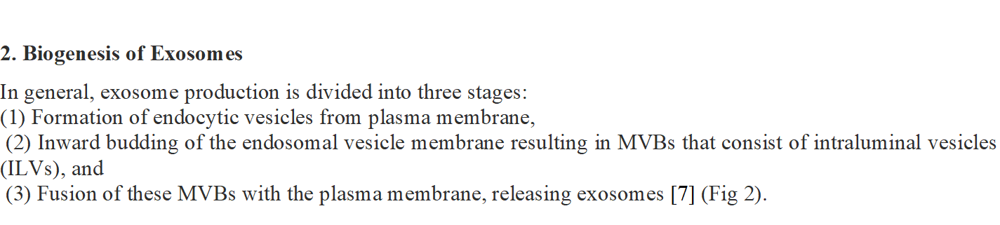 2. Biogenesis of Exosomes
In general, exosome production is divided into three stages:
(1) Formation of endocytic vesicles from plasma membrane,
(2) Inward budding of the endosomal vesicle membrane resulting in MVBs that consist of intraluminal vesicles
(ILVs), and
(3) Fusion of these MVBs with the plasma membrane, releasing exosomes [7] (Fig 2).